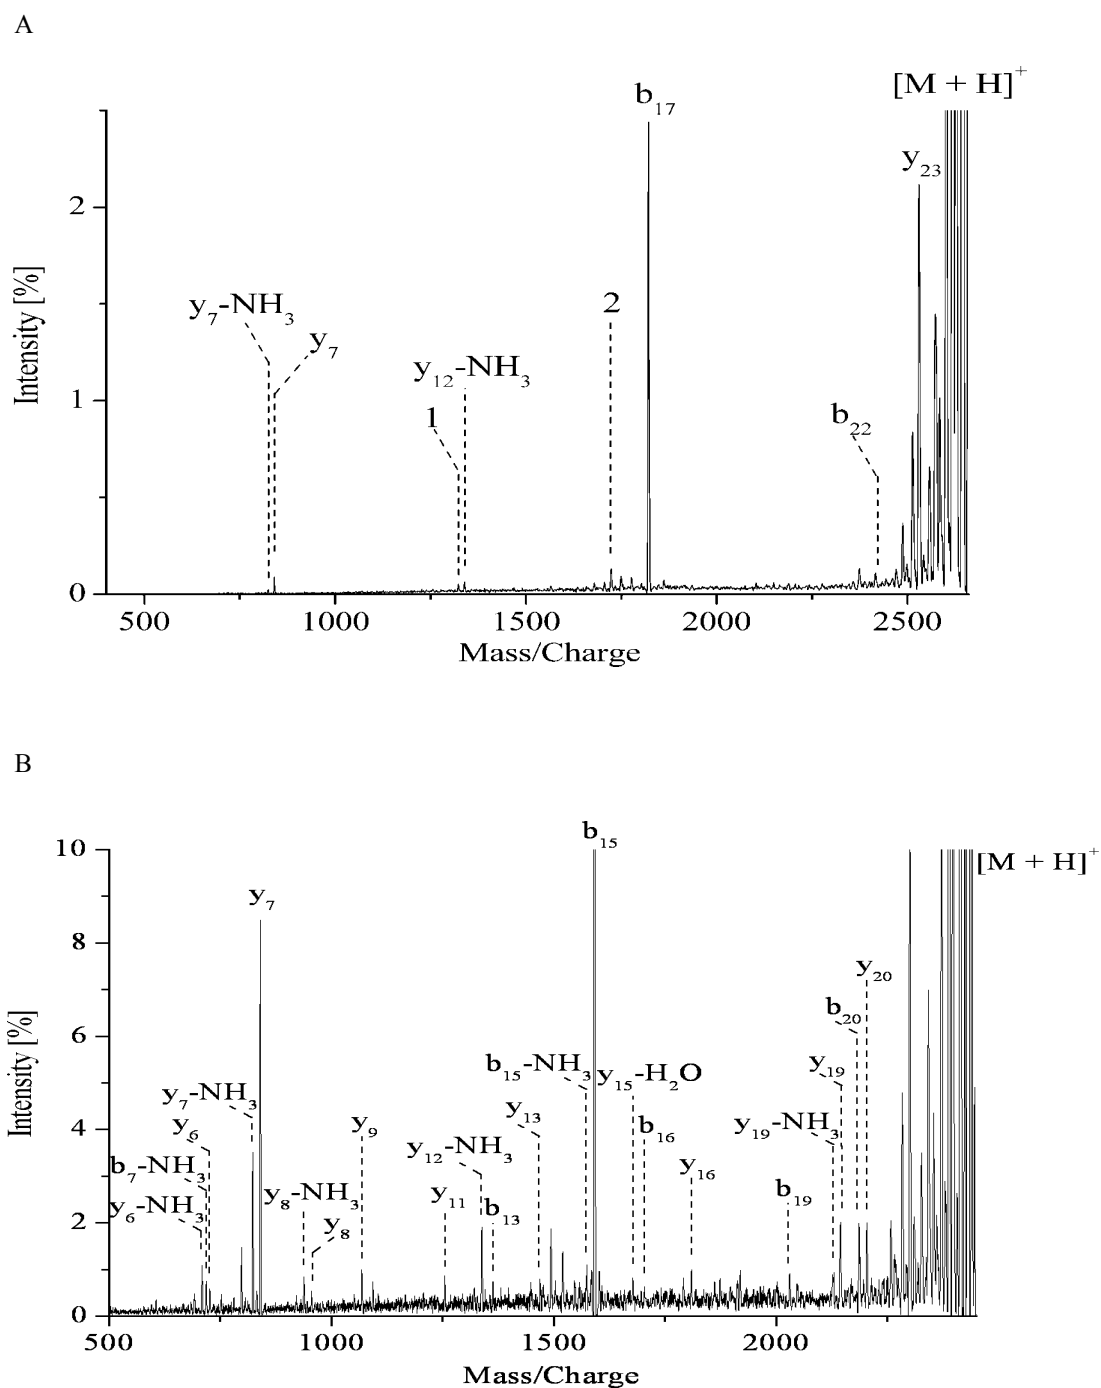 A
[M + H]+
b17
y23
2
y7-NH3
y7
y12-NH3
1
2
b22
1
0
Intensity [%]
500
1000
1500
2000
2500
Mass/Charge
B
b15
10
[M + H]+
y7
8
y20
b20
6
b15-NH3
y15-H2O
y19
y7-NH3
y13
b16
y19-NH3
4
y6
y9
y12-NH3
b7-NH3
y8-NH3
y11
b13
y16
b19
y6-NH3
y8
2
0
Intensity [%]
500
1000
1500
2000
Mass/Charge